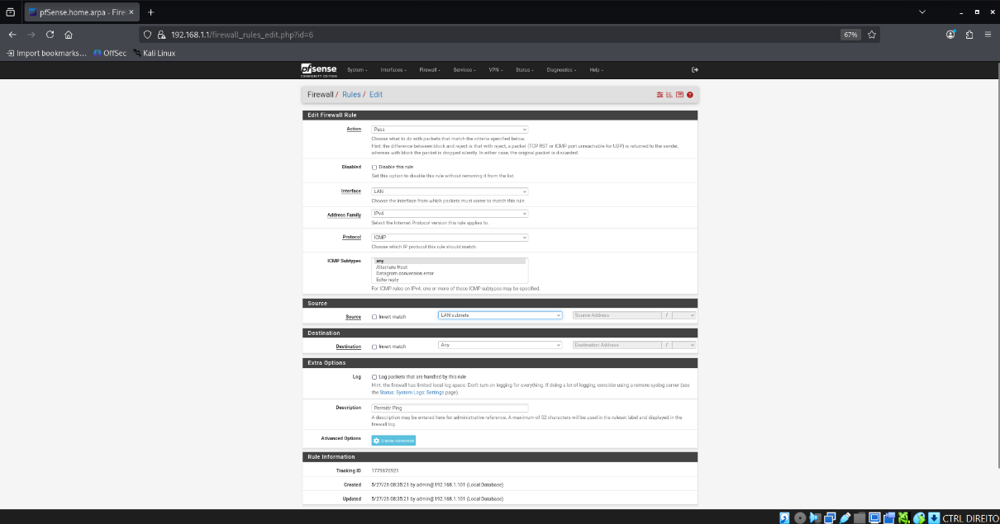 pfSense.home.arpa - Fire
192.168.1.1/firewall_rules_edit.php?id=6
67%
Import bookmarks...
OffSec
Kali Linux
pfsense
COMMUNITY EDITION
System
Interfaces
Firewall
Services
VPN
Status
Diagnostics
Help
Firewall / Rules / Edit
Edit Firewall Rule
Action
Pass
Choose what to do with packets that match the criteria specified below.
Hint: the difference between block and reject is that with reject, a packet (TCP RST or ICMP port unreachable for UDP) is returned to the sender,
whereas with block the packet is dropped silently. In either case, the original packet is discarded.
Disabled
Disable this rule
Set this option to disable this rule without removing it from the list.
Interface
LAN
Choose the interface from which packets must come to match this rule.
Address Family
IPv4
Select the Internet Protocol version this rule applies to.
Protocol
ICMP
Choose which IP protocol this rule should match.
ICMP Subtypes
any
Alternate Host
Datagram conversion error
Echo reply
For ICMP rules on IPv4, one or more of these ICMP subtypes may be specified.
Source
Source
Invert match
LAN subnets
Source Address
/
Destination
Destination
Invert match
Any
Destination Address
/
Extra Options
Log
Log packets that are handled by this rule
Hint: the firewall has limited local log space. Don't turn on logging for everything. If doing a lot of logging, consider using a remote syslog server (see
the Status: System Logs: Settings page).
Description
Permitir Ping
A description may be entered here for administrative reference. A maximum of 52 characters will be used in the ruleset label and displayed in the
firewall log.
Advanced Options
Display Advanced
Rule Information
Tracking ID
1779870921
Created
5/27/26 08:35:21 by admin@192.168.1.101 (Local Database)
Updated
5/27/26 08:35:21 by admin@192.168.1.101 (Local Database)
CTRL DIREITO